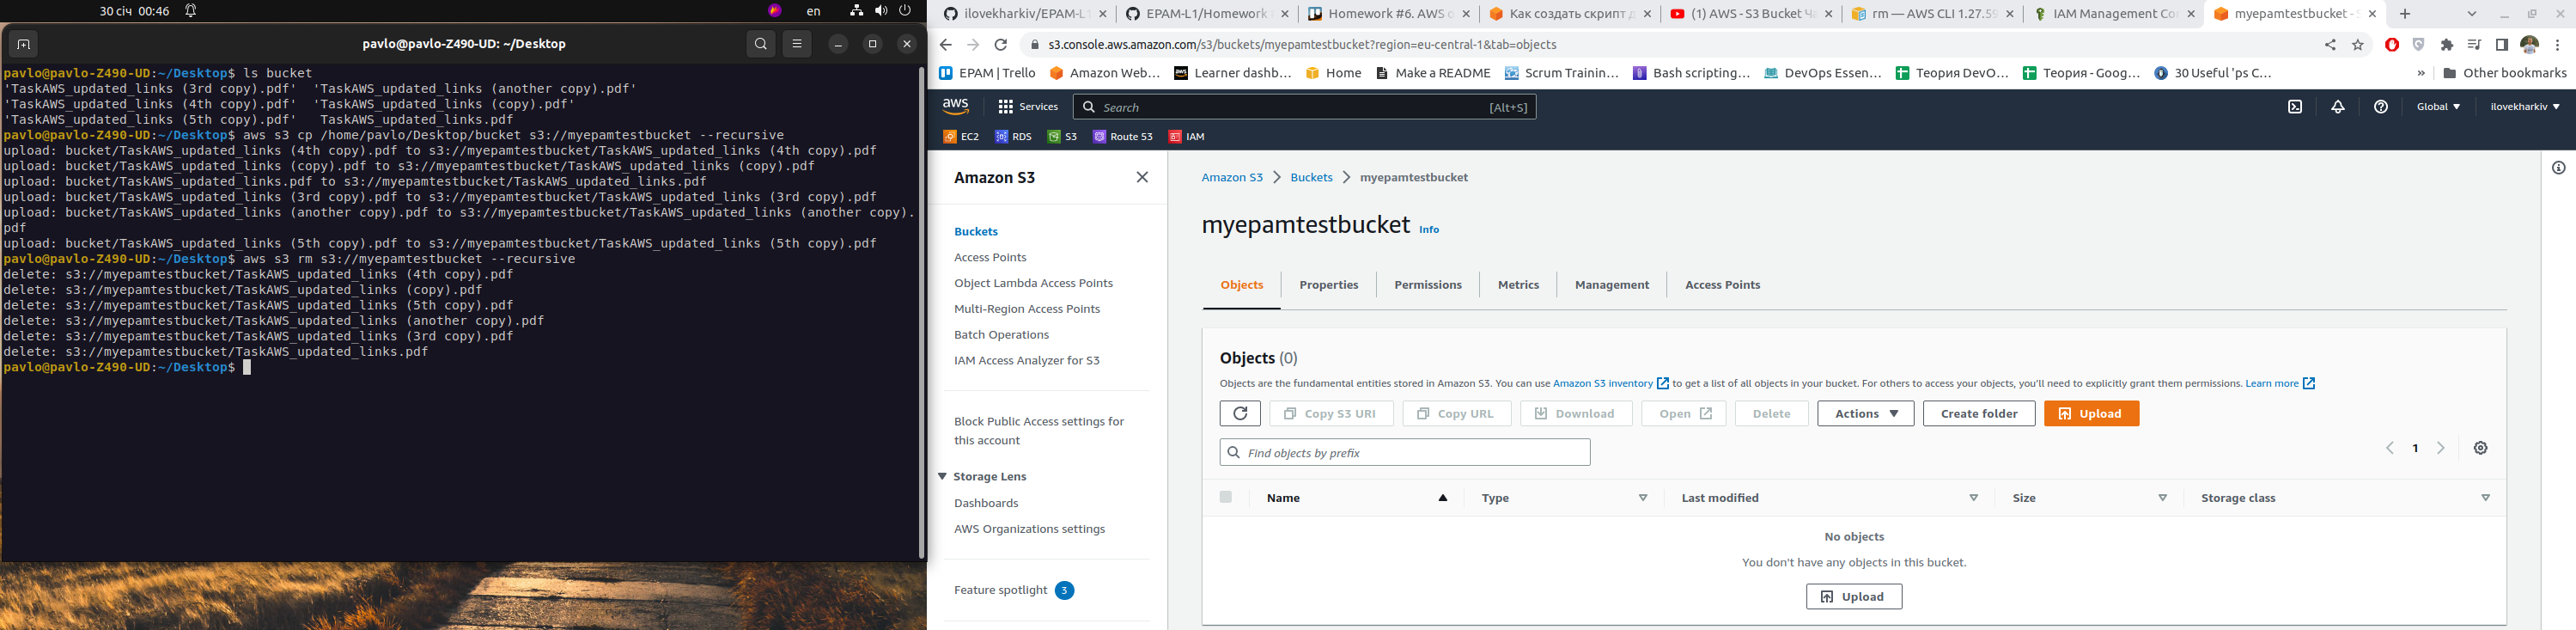 30 січ 00:46
en
pavlo@pavlo-Z490-UD: ~/Desktop
pavlo@pavlo-Z490-UD:~/Desktop$ ls bucket
'TaskAWS_updated_links (3rd copy).pdf'  'TaskAWS_updated_links (another copy).pdf'
'TaskAWS_updated_links (4th copy).pdf'  'TaskAWS_updated_links (copy).pdf'
'TaskAWS_updated_links (5th copy).pdf'   TaskAWS_updated_links.pdf
pavlo@pavlo-Z490-UD:~/Desktop$ aws s3 cp /home/pavlo/Desktop/bucket s3://myepamtestbucket --recursive
upload: bucket/TaskAWS_updated_links (4th copy).pdf to s3://myepamtestbucket/TaskAWS_updated_links (4th copy).pdf
upload: bucket/TaskAWS_updated_links (copy).pdf to s3://myepamtestbucket/TaskAWS_updated_links (copy).pdf
upload: bucket/TaskAWS_updated_links.pdf to s3://myepamtestbucket/TaskAWS_updated_links.pdf
upload: bucket/TaskAWS_updated_links (3rd copy).pdf to s3://myepamtestbucket/TaskAWS_updated_links (3rd copy).pdf
upload: bucket/TaskAWS_updated_links (another copy).pdf to s3://myepamtestbucket/TaskAWS_updated_links (another copy).
pdf
upload: bucket/TaskAWS_updated_links (5th copy).pdf to s3://myepamtestbucket/TaskAWS_updated_links (5th copy).pdf
pavlo@pavlo-Z490-UD:~/Desktop$ aws s3 rm s3://myepamtestbucket --recursive
delete: s3://myepamtestbucket/TaskAWS_updated_links (4th copy).pdf
delete: s3://myepamtestbucket/TaskAWS_updated_links (copy).pdf
delete: s3://myepamtestbucket/TaskAWS_updated_links (5th copy).pdf
delete: s3://myepamtestbucket/TaskAWS_updated_links (another copy).pdf
delete: s3://myepamtestbucket/TaskAWS_updated_links (3rd copy).pdf
delete: s3://myepamtestbucket/TaskAWS_updated_links.pdf
pavlo@pavlo-Z490-UD:~/Desktop$
ilovekharkiv/EPAM-L1 EPAM-L1/Homework Homework #6. AWS Как создать скрипт (1) AWS - S3 Bucket rm — AWS CLI 1.27.59 IAM Management Co myepamtestbucket - S
s3.console.aws.amazon.com/s3/buckets/myepamtestbucket?region=eu-central-1&tab=objects
EPAM | Trello Amazon Web... Learner dashb... Home Make a README Scrum Trainin... Bash scripting... DevOps Essen... Теория DevO... Теория - Goog... 30 Useful 'ps C... » Other bookmarks
aws Services Search [Alt+S] Global ilovekharkiv
EC2 RDS S3 Route 53 IAM
Amazon S3
Buckets
Access Points
Object Lambda Access Points
Multi-Region Access Points
Batch Operations
IAM Access Analyzer for S3
Block Public Access settings for
this account
Storage Lens
Dashboards
AWS Organizations settings
Feature spotlight 3
Amazon S3 Buckets myepamtestbucket
myepamtestbucket Info
Objects Properties Permissions Metrics Management Access Points
Objects (0)
Objects are the fundamental entities stored in Amazon S3. You can use Amazon S3 inventory to get a list of all objects in your bucket. For others to access your objects, you'll need to explicitly grant them permissions. Learn more
Copy S3 URI Copy URL Download Open Delete Actions Create folder Upload
Find objects by prefix
1
Name Type Last modified Size Storage class
No objects
You don't have any objects in this bucket.
Upload